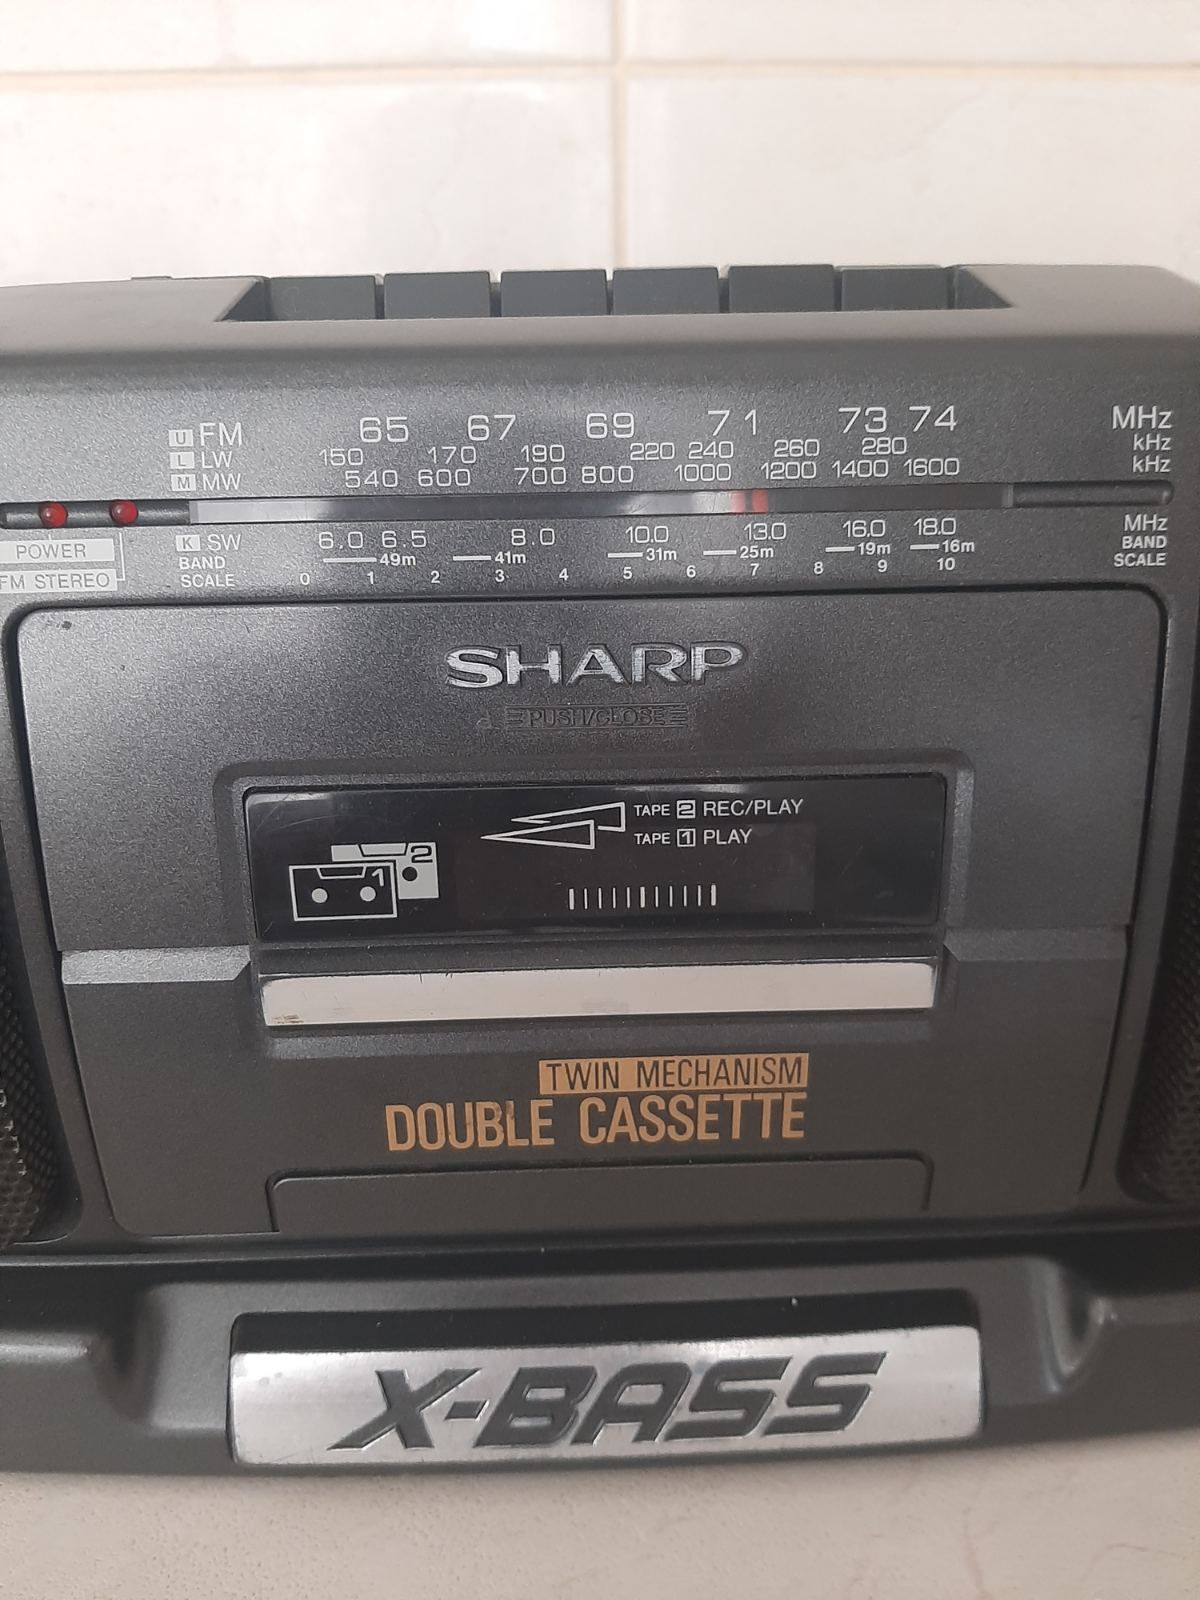 U FM 65 67 69 71 73 74 MHz
L LW 150 170 190 220 240 260 280 kHz
M MW 540 600 700 800 1000 1200 1400 1600 kHz
POWER
FM STEREO
K SW 6.0 6.5 8.0 10.0 13.0 16.0 18.0 MHz
BAND 49m 41m 31m 25m 19m 16m BAND
SCALE 0 1 2 3 4 5 6 7 8 9 10 SCALE
SHARP
PUSH/CLOSE
TAPE 2 REC/PLAY
TAPE 1 PLAY
2
1
TWIN MECHANISM
DOUBLE CASSETTE
X-BASS